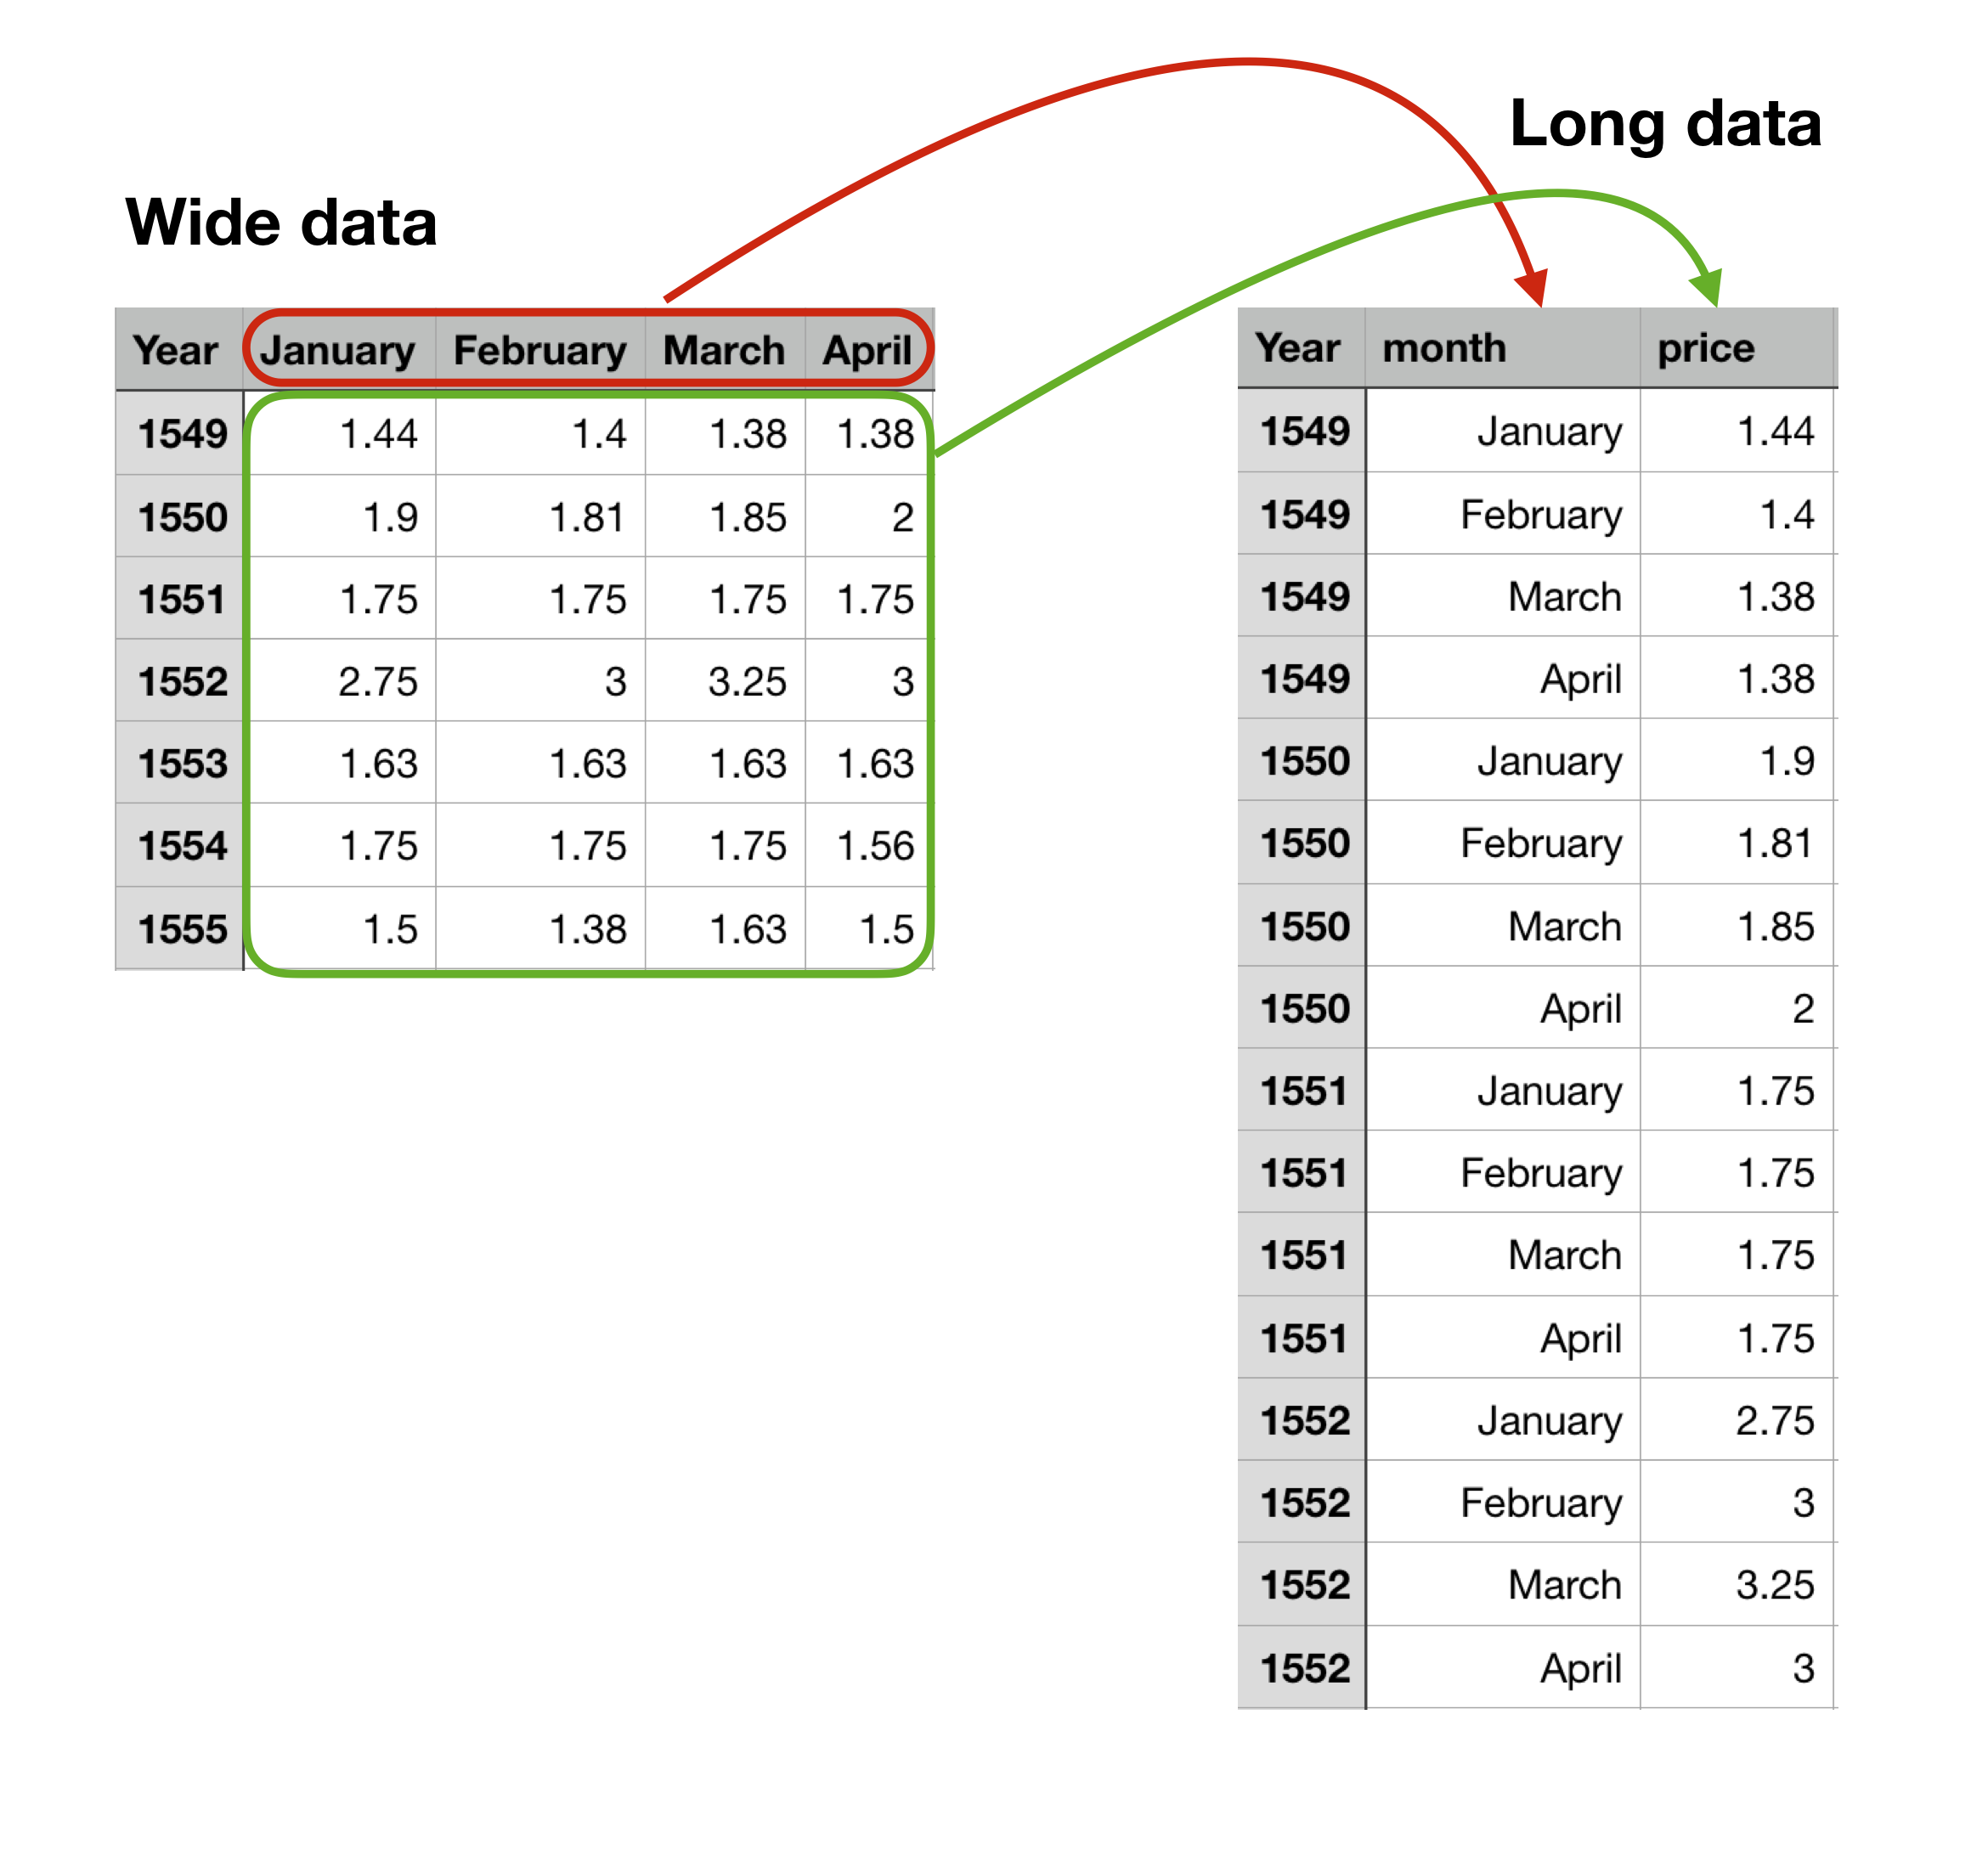 Long data
Wide data
Year January February March April
1549 1.44 1.4 1.38 1.38
1550 1.9 1.81 1.85 2
1551 1.75 1.75 1.75 1.75
1552 2.75 3 3.25 3
1553 1.63 1.63 1.63 1.63
1554 1.75 1.75 1.75 1.56
1555 1.5 1.38 1.63 1.5
Year month price
1549 January 1.44
1549 February 1.4
1549 March 1.38
1549 April 1.38
1550 January 1.9
1550 February 1.81
1550 March 1.85
1550 April 2
1551 January 1.75
1551 February 1.75
1551 March 1.75
1551 April 1.75
1552 January 2.75
1552 February 3
1552 March 3.25
1552 April 3